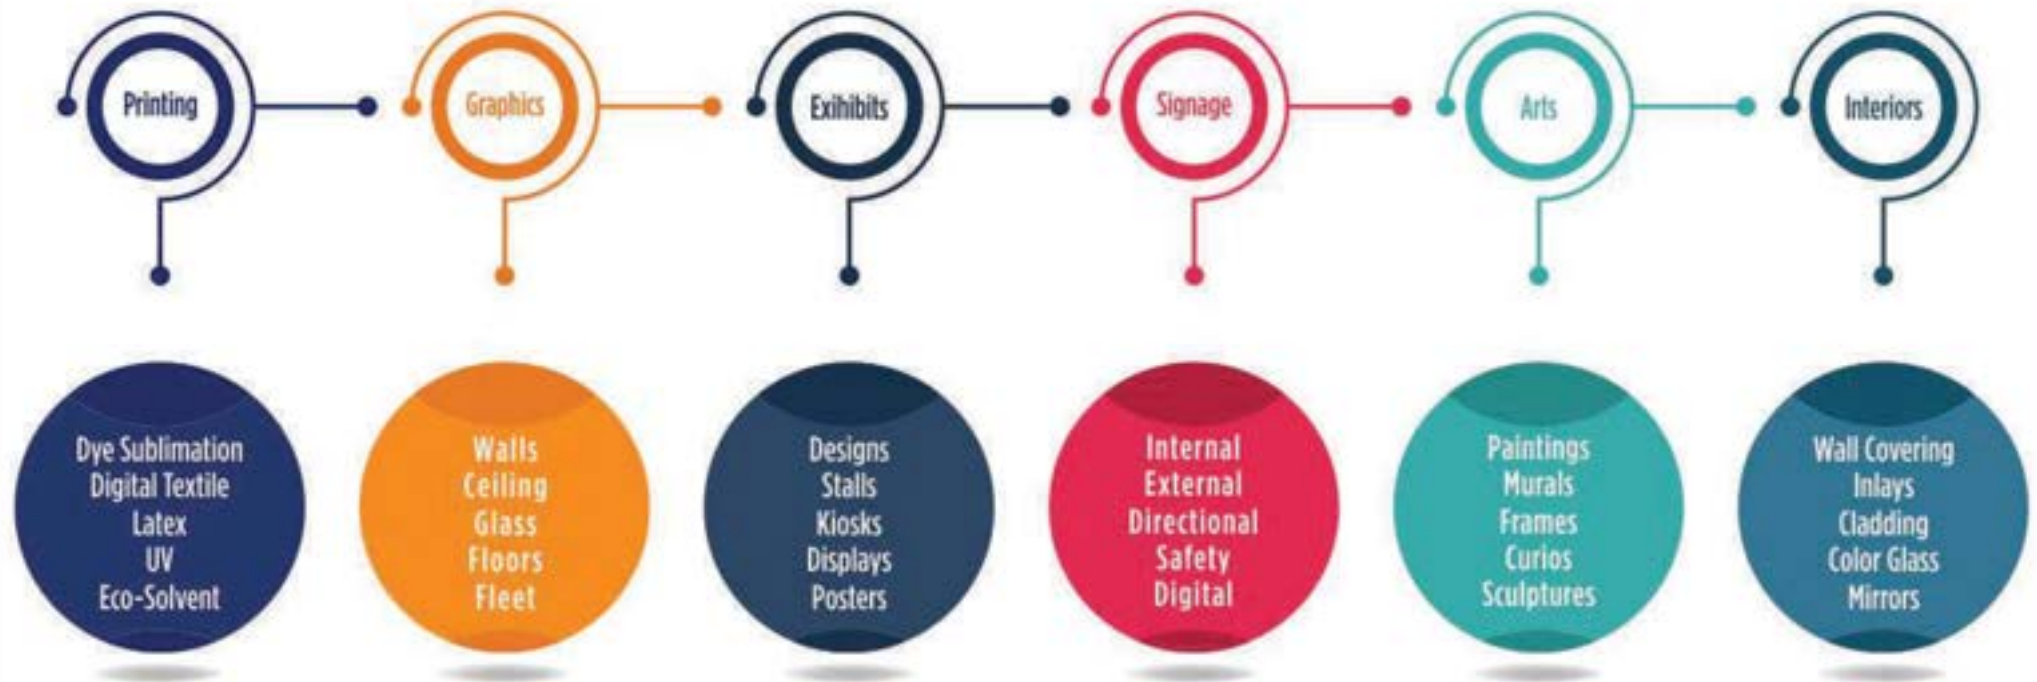 Printing
Graphics
Exihibits
Signage
Arts
Interiors
Dye Sublimation
Digital Textile
Latex
UV
Eco-Solvent
Walls
Ceiling
Glass
Floors
Fleet
Designs
Stalls
Kiosks
Displays
Posters
Internal
External
Directional
Safety
Digital
Paintings
Murals
Frames
Curios
Sculptures
Wall Covering
Inlays
Cladding
Color Glass
Mirrors